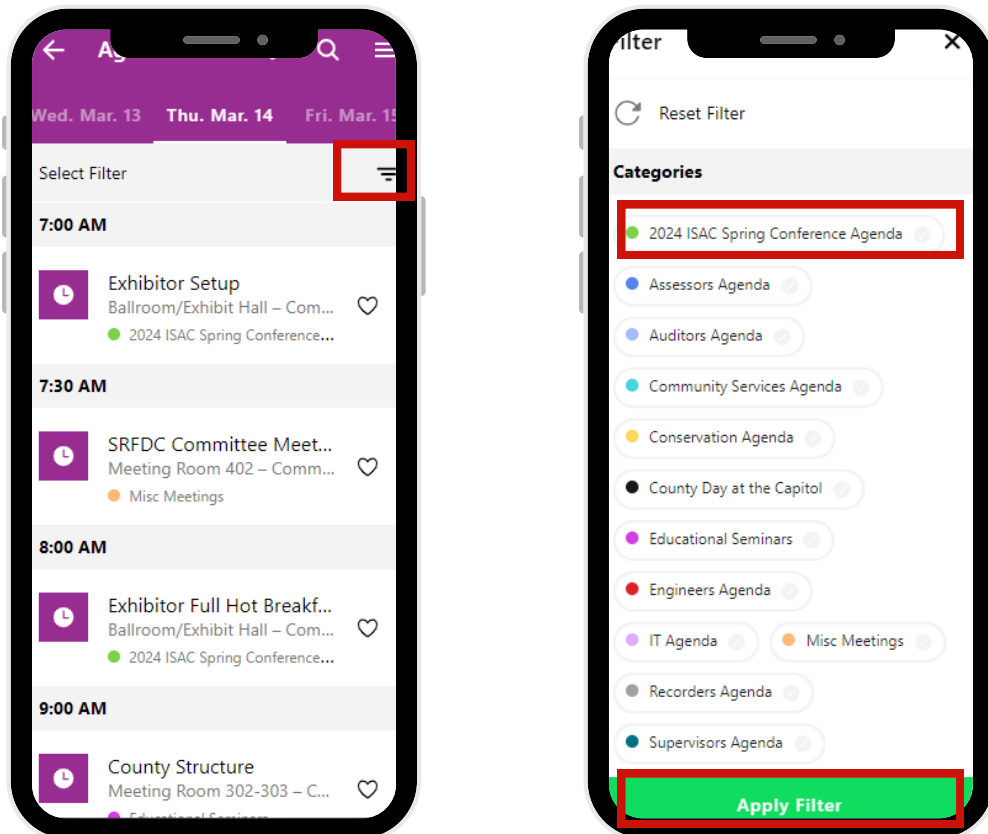 Wed. Mar. 13 Thu. Mar. 14 Fri. Mar. 15
Select Filter
7:00 AM
Exhibitor Setup
Ballroom/Exhibit Hall – Com...
2024 ISAC Spring Conference...
7:30 AM
SRFDC Committee Meet...
Meeting Room 402 – Comm...
Misc Meetings
8:00 AM
Exhibitor Full Hot Breakf...
Ballroom/Exhibit Hall – Com...
2024 ISAC Spring Conference...
9:00 AM
County Structure
Meeting Room 302-303 – C...
Educational Seminars
Filter
Reset Filter
Categories
2024 ISAC Spring Conference Agenda
Assessors Agenda
Auditors Agenda
Community Services Agenda
Conservation Agenda
County Day at the Capitol
Educational Seminars
Engineers Agenda
IT Agenda Misc Meetings
Recorders Agenda
Supervisors Agenda
Apply Filter